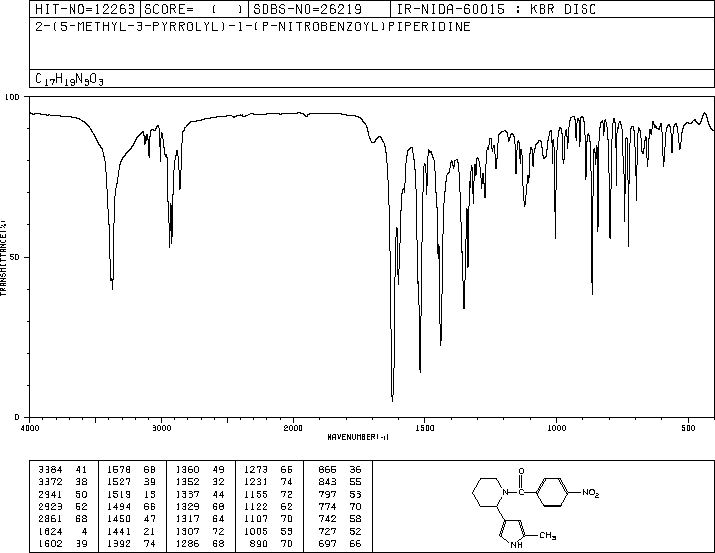 HIT-NO=12263 SCORE= ( ) SDBS-NO=26219 IR-NIDA-60015 : KBR DISC
2-(5-METHYL-3-PYRROLYL)-1-(P-NITROBENZOYL)PIPERIDINE
C17H19N3O3
100
50
0
TRANSMITTANCE(%)
4000 3000 2000 1500 1000 500
WAVENUMBER(-1)
3384 41 1578 68 1360 49 1273 66 866 36
3372 38 1527 39 1352 32 1231 74 843 55
2941 50 1519 13 1337 44 1155 72 797 53
2923 52 1494 66 1329 68 1122 62 774 70
2861 68 1450 47 1317 64 1107 70 742 58
1624 4 1441 21 1307 72 1005 53 727 52
1602 39 1392 74 1286 68 890 70 697 66
O
N-C
NO2
CH3
NH